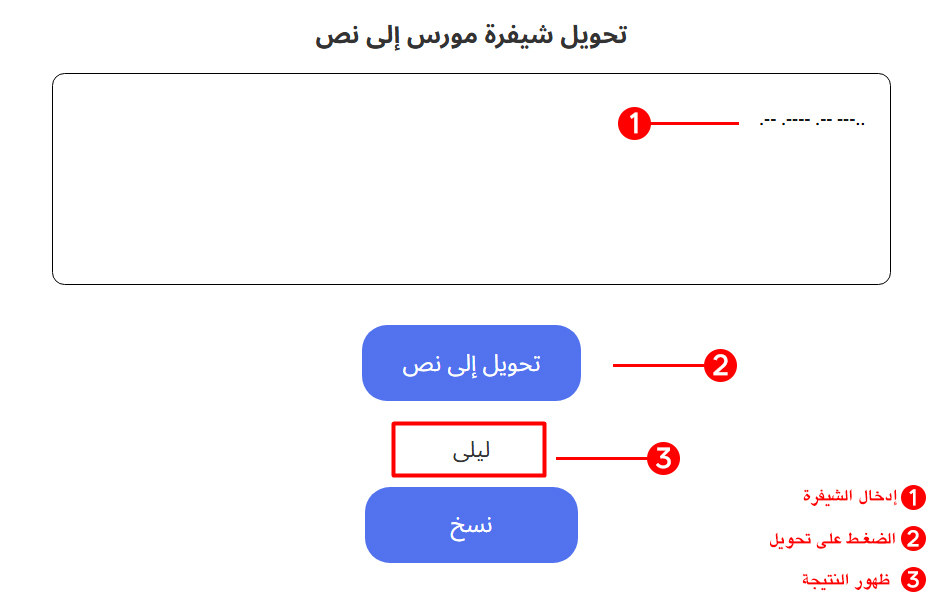 تحويل شيفرة مورس إلى نص
.-- .---- .-- ---..
1
تحويل إلى نص
2
ليلى
3
نسخ
1 إدخال الشيفرة
2 الضغط على تحويل
3 ظهور النتيجة